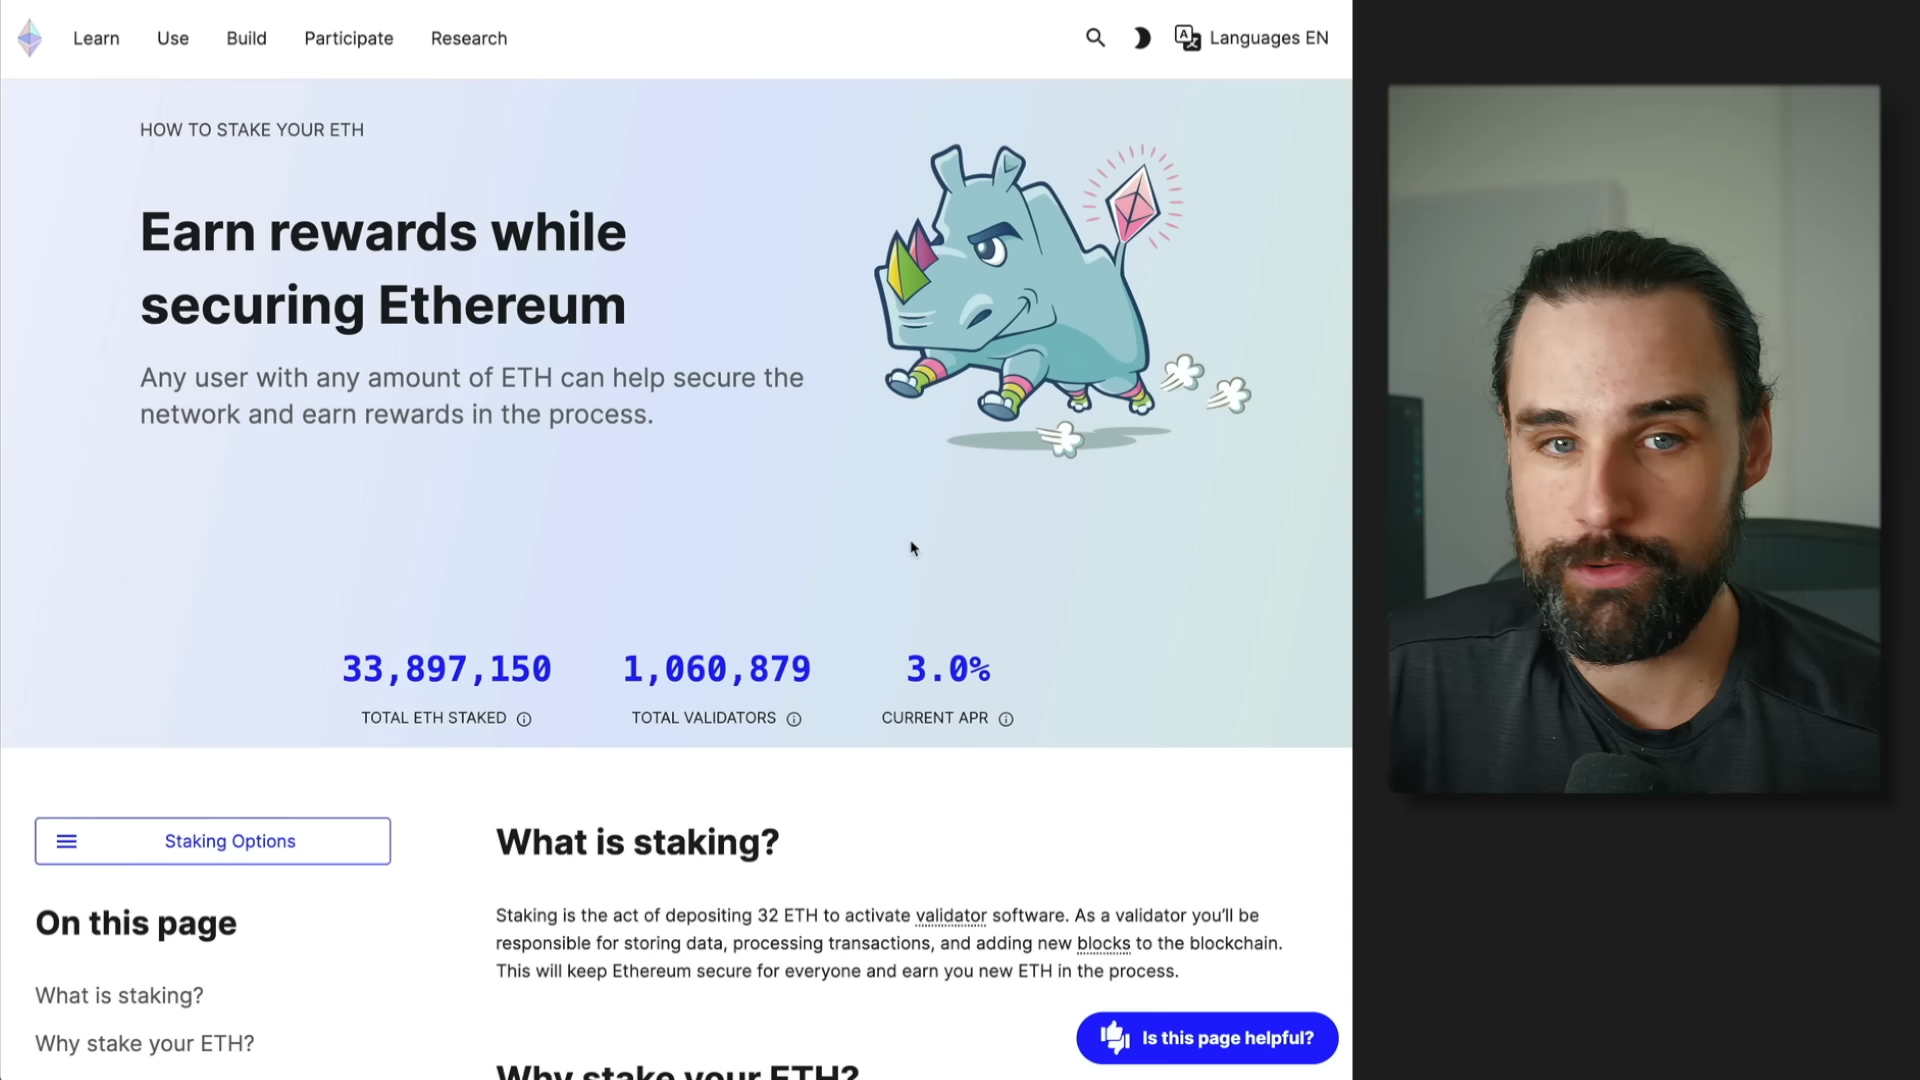 Learn Use Build Participate Research Languages EN
HOW TO STAKE YOUR ETH
Earn rewards while
securing Ethereum
Any user with any amount of ETH can help secure the
network and earn rewards in the process.
33,897,150 1,060,879 3.0%
TOTAL ETH STAKED TOTAL VALIDATORS CURRENT APR
Staking Options
On this page
What is staking?
Why stake your ETH?
What is staking?
Staking is the act of depositing 32 ETH to activate validator software. As a validator you’ll be
responsible for storing data, processing transactions, and adding new blocks to the blockchain.
This will keep Ethereum secure for everyone and earn you new ETH in the process.
Why stake your ETH?
Is this page helpful?